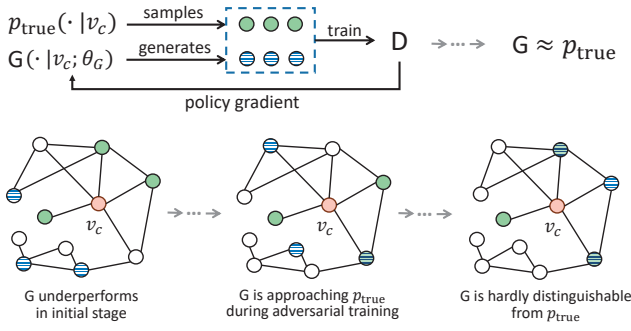 p_true(· |v_c)
samples
generates
G(· |v_c; θ_G)
train
D
G ≈ p_true
policy gradient
v_c
v_c
v_c
G underperforms
in initial stage
G is approaching p_true
during adversarial training
G is hardly distinguishable
from p_true